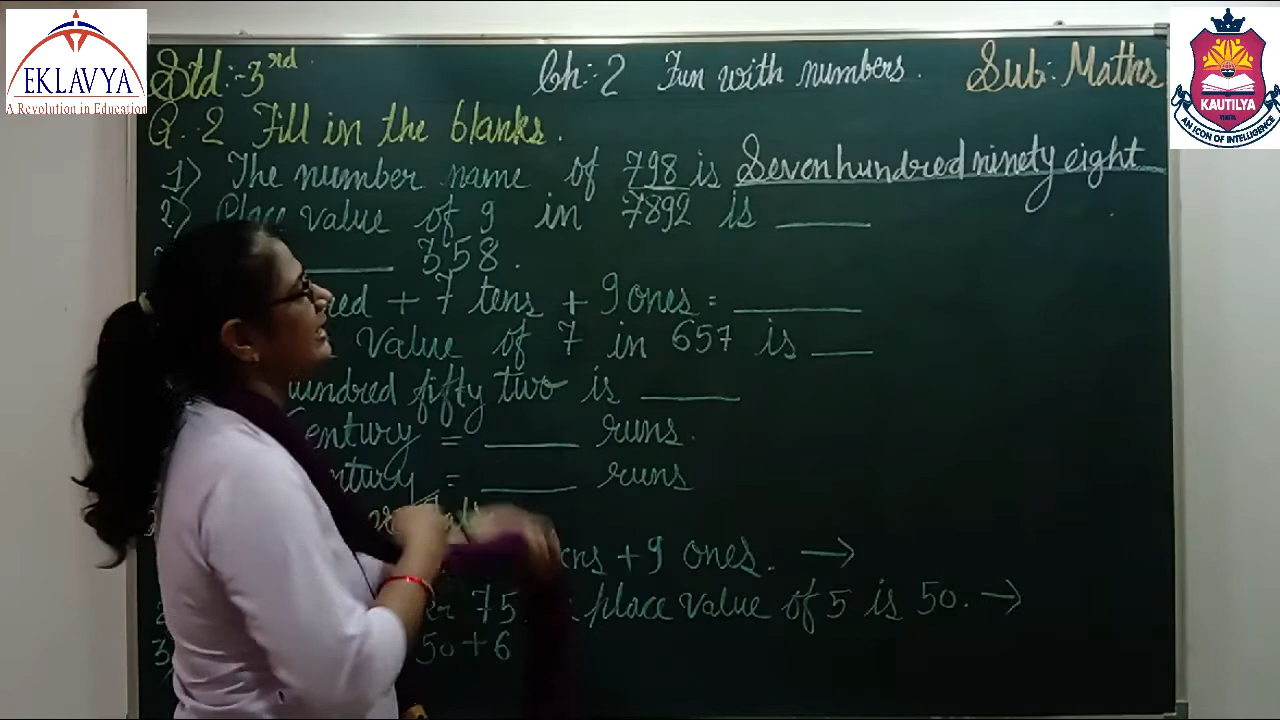 EKLAVYA
A Revolution in Education
KAUTILYA
AN ICON OF INTELLIGENCE
Std:-3rd. Ch:-2 Fun with numbers. Sub: Maths
Q. 2 Fill in the blanks.
1) The number name of 798 is Seven hundred ninety eight
2) Place value of 9 in 7892 is ____
____ 358.
+ 7 tens + 9 ones = ____
value of 7 in 657 is ____
fifty two is ____
= ____ runs.
= ____ runs
+ 9 ones. →
75 place value of 5 is 50. →
3) 50+6